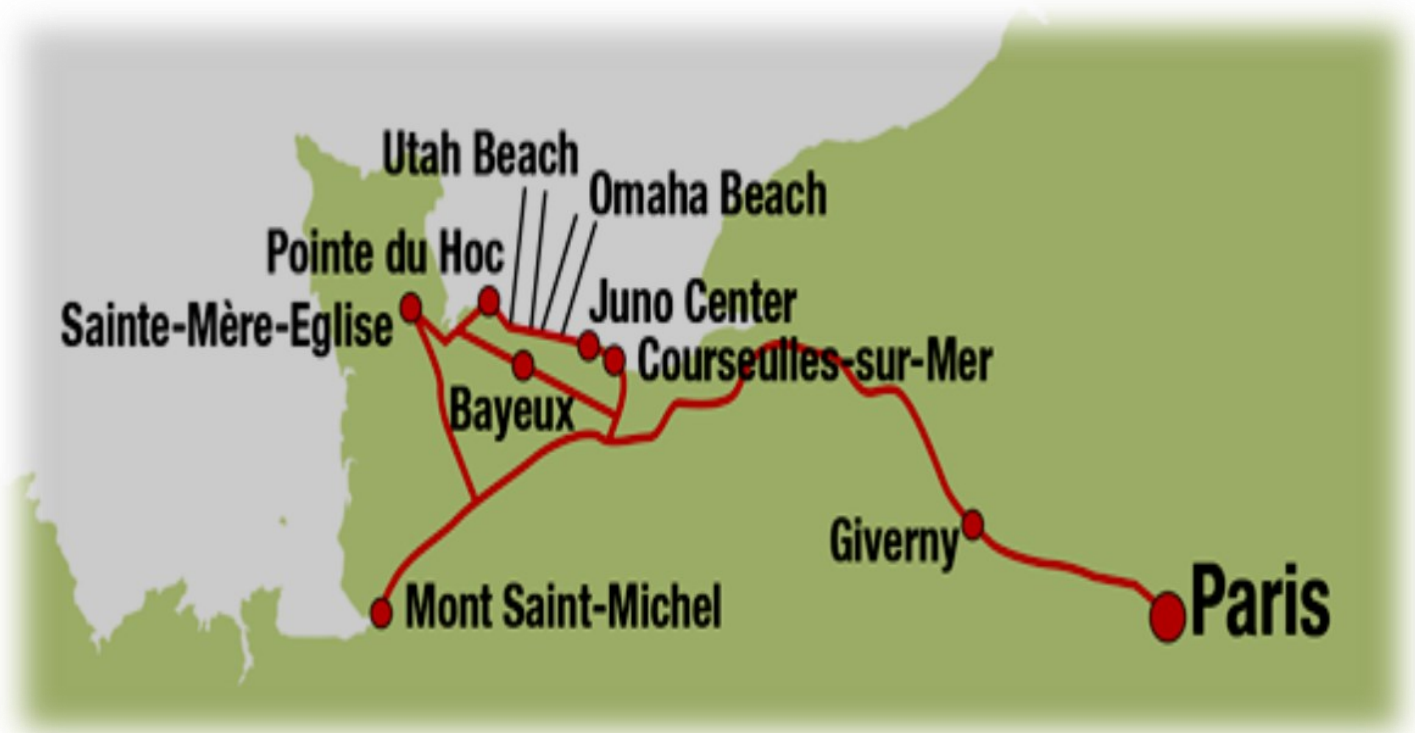 Utah Beach
Omaha Beach
Pointe du Hoc
Juno Center
Sainte-Mère-Eglise
Courseulles-sur-Mer
Bayeux
Giverny
Mont Saint-Michel
Paris